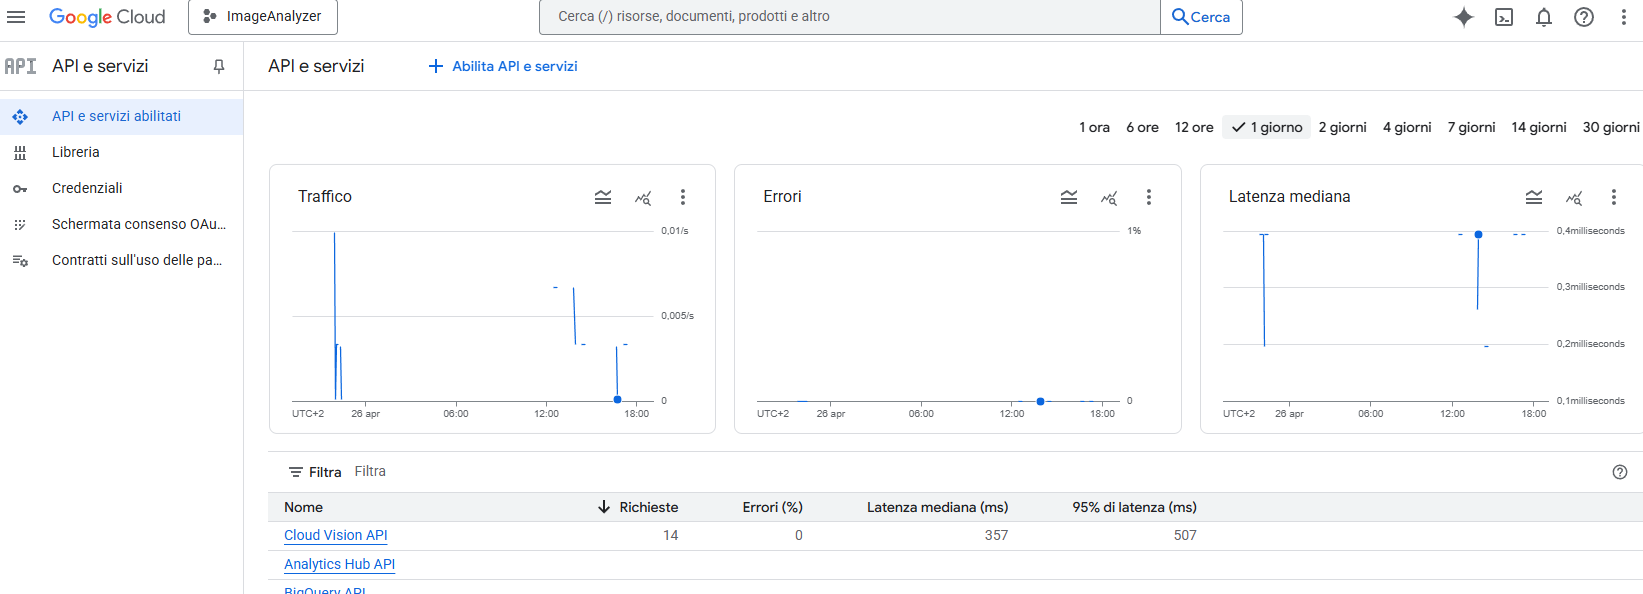 Google Cloud
ImageAnalyzer
Cerca (/) risorse, documenti, prodotti e altro
Cerca
API
API e servizi
API e servizi
Abilita API e servizi
API e servizi abilitati
Libreria
Credenziali
Schermata consenso OAu...
Contratti sull'uso delle pa...
1 ora 6 ore 12 ore 1 giorno 2 giorni 4 giorni 7 giorni 14 giorni 30 giorni
Traffico
0,01/s
0,005/s
0
UTC+2 26 apr 06:00 12:00 18:00
Errori
1%
0
UTC+2 26 apr 06:00 12:00 18:00
Latenza mediana
0,4milliseconds
0,3milliseconds
0,2milliseconds
0,1milliseconds
UTC+2 26 apr 06:00 12:00 18:00
Filtra Filtra
Nome Richieste Errori (%) Latenza mediana (ms) 95% di latenza (ms)
Cloud Vision API 14 0 357 507
Analytics Hub API
BigQuery API